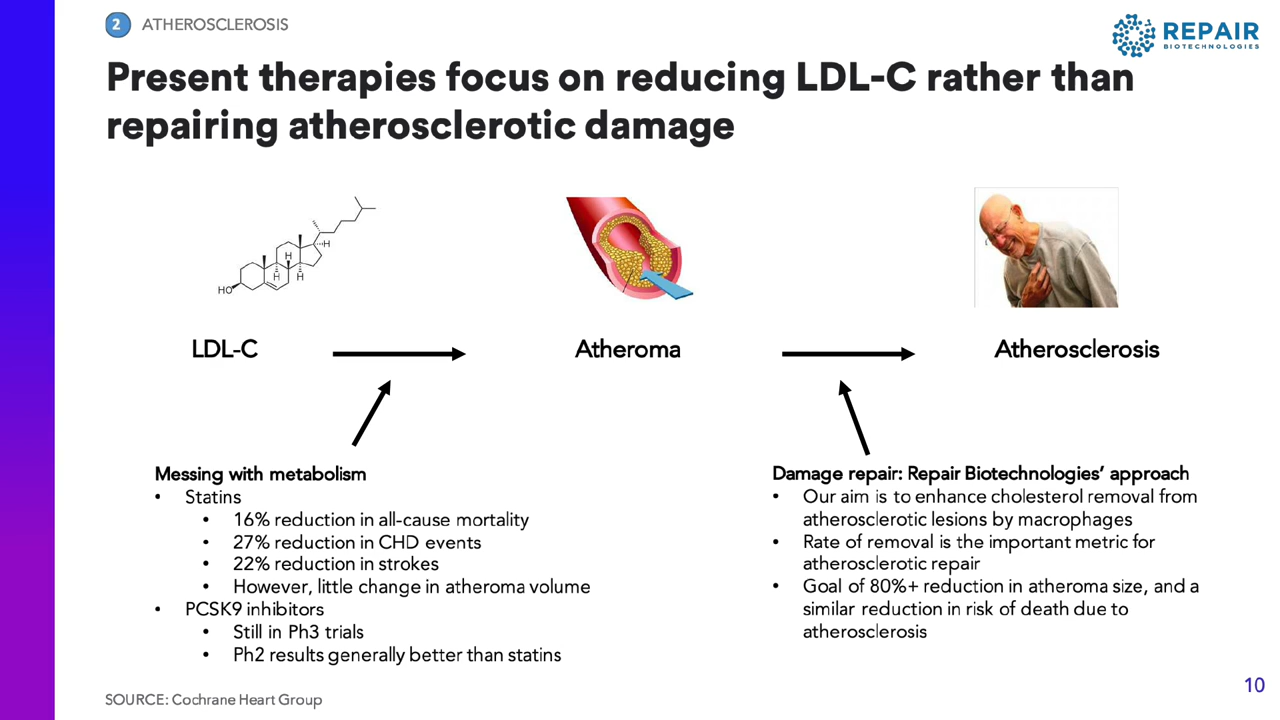 2 ATHEROSCLEROSIS
REPAIR
BIOTECHNOLOGIES
Present therapies focus on reducing LDL-C rather than
repairing atherosclerotic damage
H
H
H
H
HO
LDL-C
Atheroma
Atherosclerosis
Messing with metabolism
• Statins
• 16% reduction in all-cause mortality
• 27% reduction in CHD events
• 22% reduction in strokes
• However, little change in atheroma volume
• PCSK9 inhibitors
• Still in Ph3 trials
• Ph2 results generally better than statins
Damage repair: Repair Biotechnologies’ approach
• Our aim is to enhance cholesterol removal from
atherosclerotic lesions by macrophages
• Rate of removal is the important metric for
atherosclerotic repair
• Goal of 80%+ reduction in atheroma size, and a
similar reduction in risk of death due to
atherosclerosis
SOURCE: Cochrane Heart Group
10